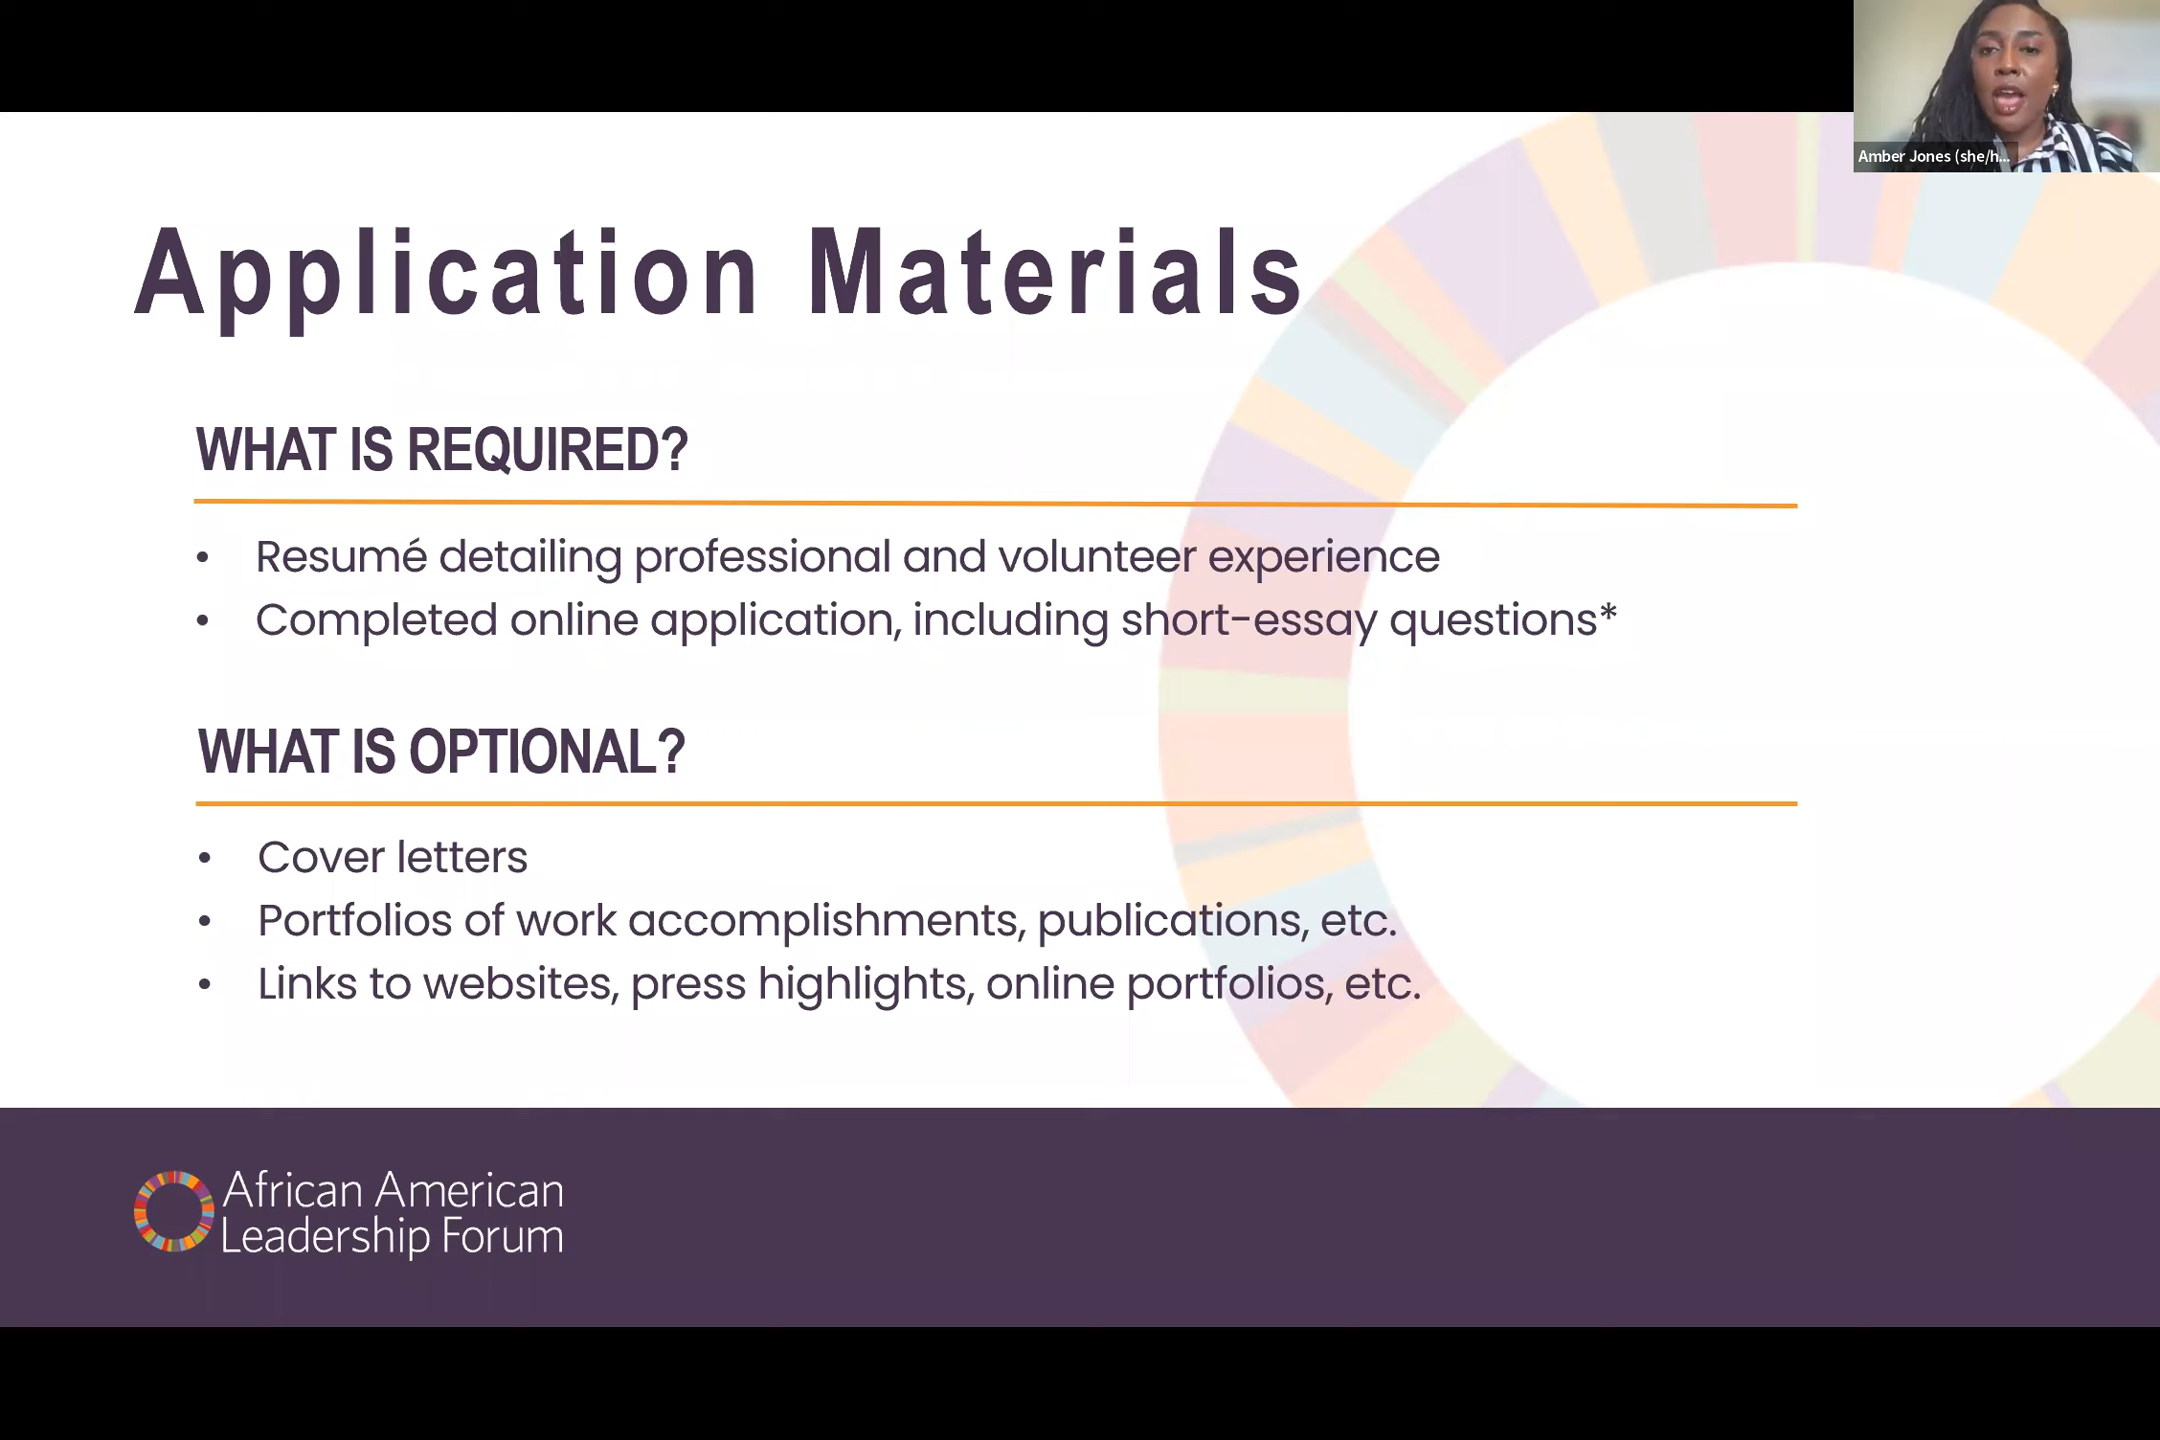 Amber Jones (she/h...
Application Materials
WHAT IS REQUIRED?
• Resumé detailing professional and volunteer experience
• Completed online application, including short-essay questions*
WHAT IS OPTIONAL?
• Cover letters
• Portfolios of work accomplishments, publications, etc.
• Links to websites, press highlights, online portfolios, etc.
African American
Leadership Forum